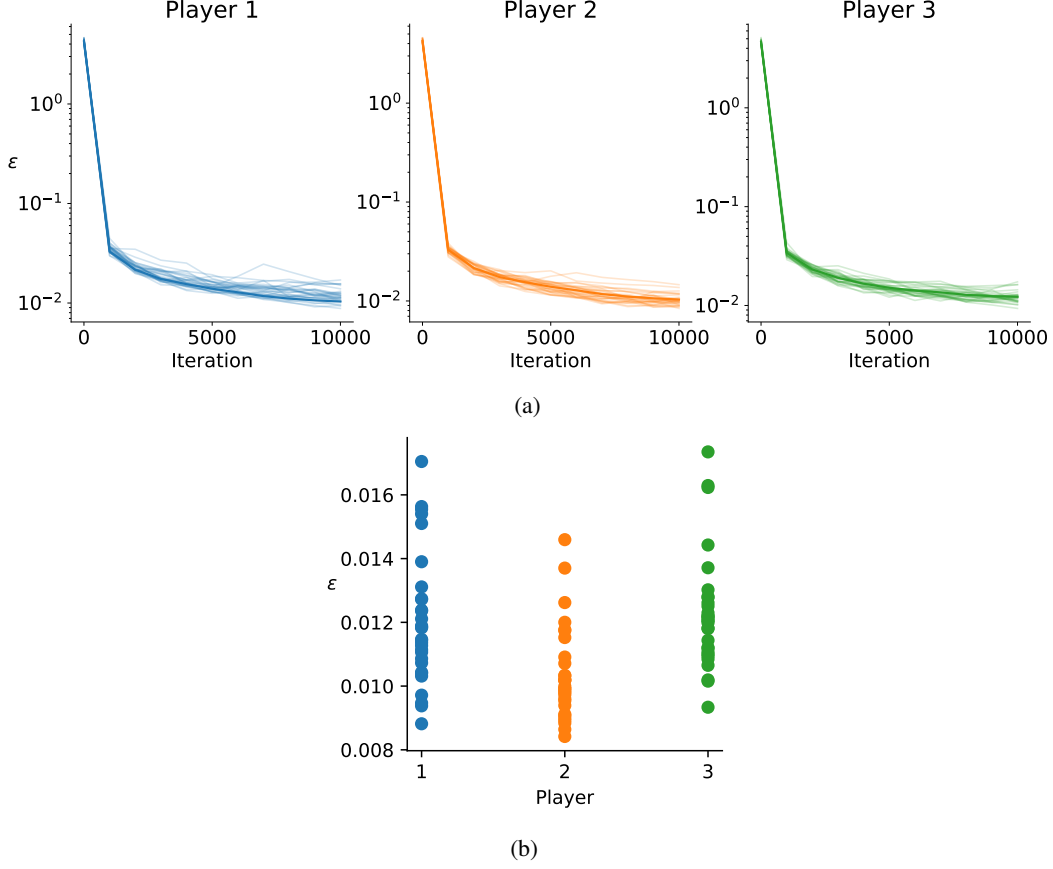 Player 1 Player 2 Player 3
10⁰ 10⁰ 10⁰
ε
10⁻¹ 10⁻¹ 10⁻¹
10⁻² 10⁻² 10⁻²
0 5000 10000 0 5000 10000 0 5000 10000
Iteration Iteration Iteration
(a)
0.016
0.014
ε
0.012
0.010
0.008
1 2 3
Player
(b)